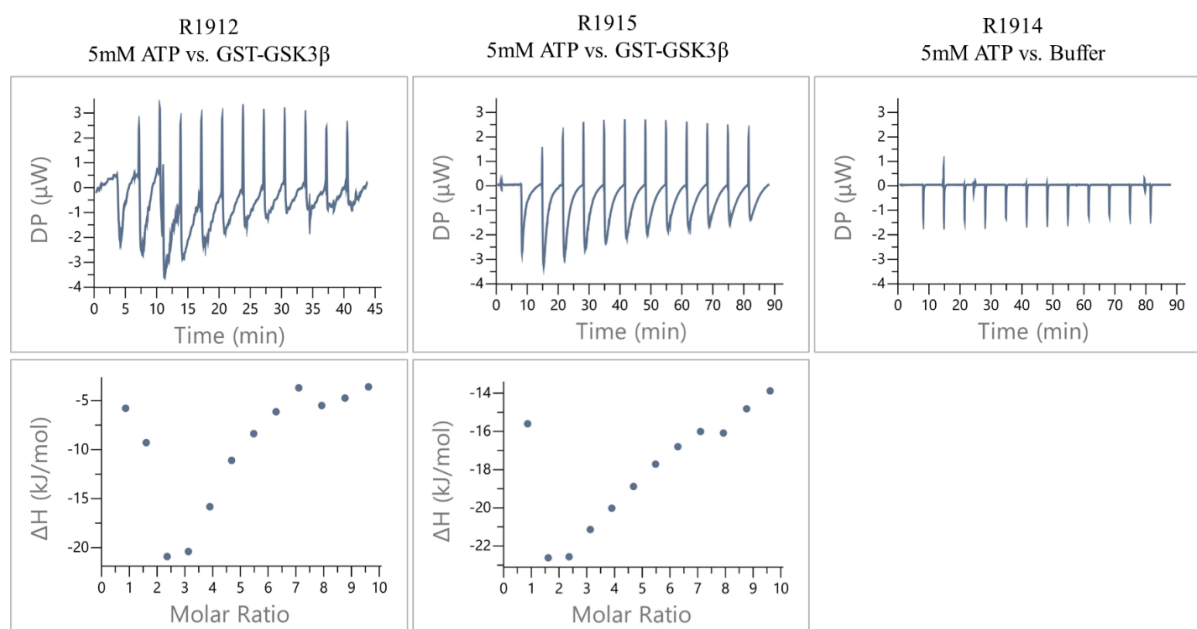 R1912
5mM ATP vs. GST-GSK3β
R1915
5mM ATP vs. GST-GSK3β
R1914
5mM ATP vs. Buffer
DP (μW)
3
2
1
0
-1
-2
-3
-4
0 5 10 15 20 25 30 35 40 45
Time (min)
DP (μW)
3
2
1
0
-1
-2
-3
-4
0 10 20 30 40 50 60 70 80 90
Time (min)
DP (μW)
3
2
1
0
-1
-2
-3
-4
0 10 20 30 40 50 60 70 80 90
Time (min)
ΔH (kJ/mol)
-5
-10
-15
-20
0 1 2 3 4 5 6 7 8 9 10
Molar Ratio
ΔH (kJ/mol)
-14
-16
-18
-20
-22
0 1 2 3 4 5 6 7 8 9 10
Molar Ratio